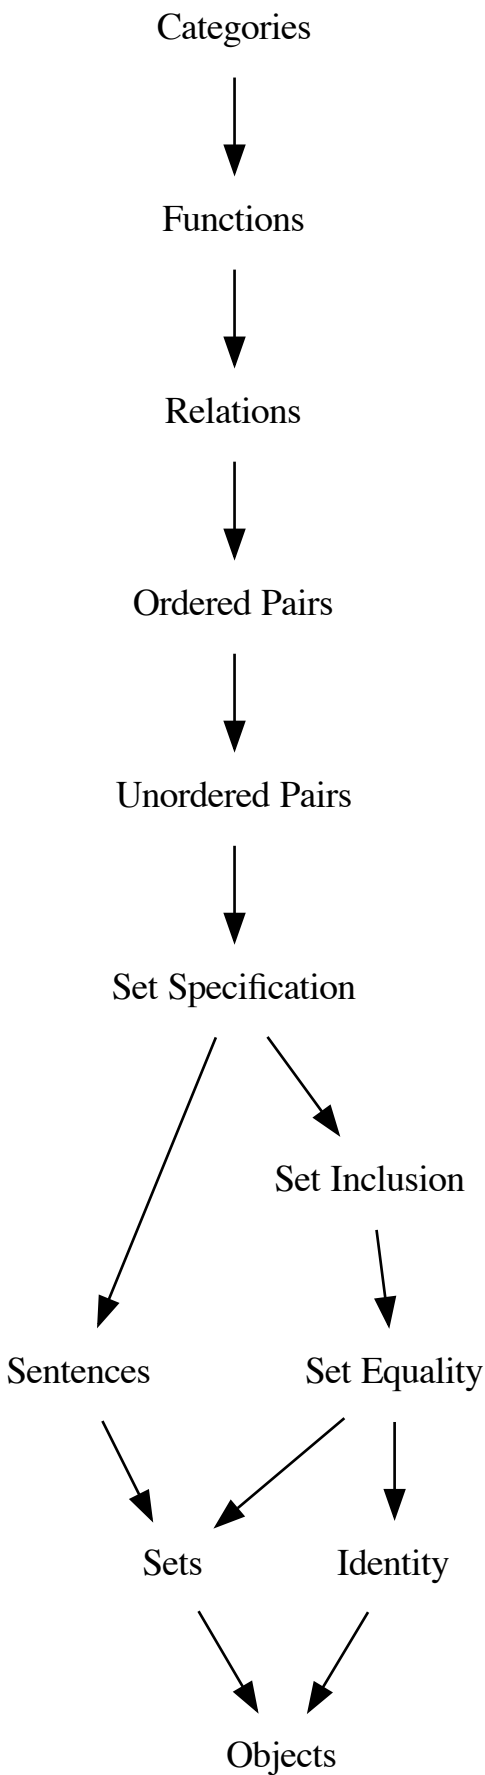 Categories
Functions
Relations
Ordered Pairs
Unordered Pairs
Set Specification
Set Inclusion
Sentences
Set Equality
Sets
Identity
Objects